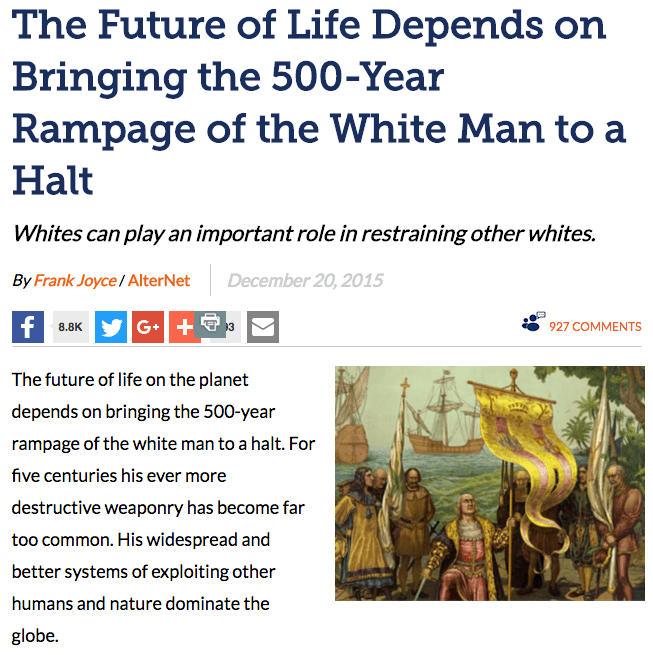 The Future of Life Depends on
Bringing the 500-Year
Rampage of the White Man to a
Halt
Whites can play an important role in restraining other whites.
By Frank Joyce / AlterNet
December 20, 2015
8.8K
G+
927 COMMENTS
The future of life on the planet
depends on bringing the 500-year
rampage of the white man to a halt. For
five centuries his ever more
destructive weaponry has become far
too common. His widespread and
better systems of exploiting other
humans and nature dominate the
globe.